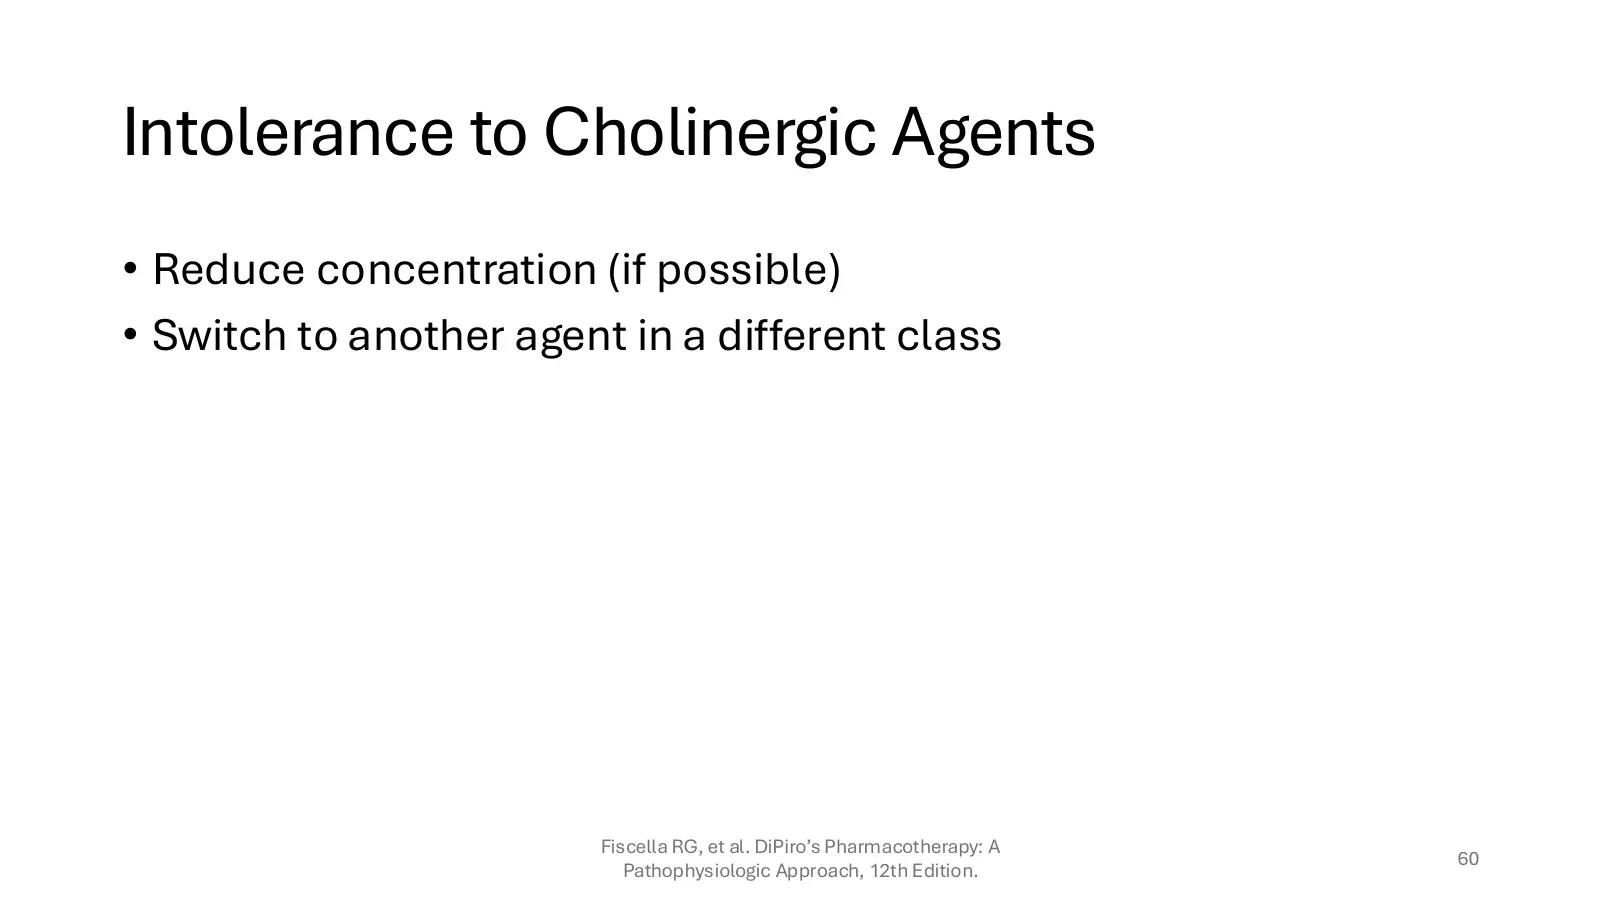 Intolerance to Cholinergic Agents
• Reduce concentration (if possible)
• Switch to another agent in a different class
Fiscella RG, et al. DiPiro’s Pharmacotherapy: A
Pathophysiologic Approach, 12th Edition.
60